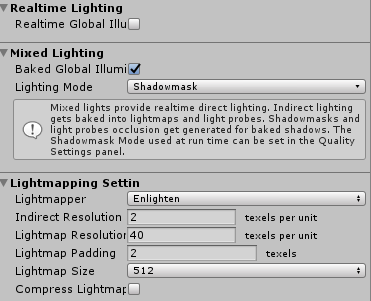 Realtime Lighting
Realtime Global Illu
Mixed Lighting
Baked Global Illumi
Lighting Mode Shadowmask
Mixed lights provide realtime direct lighting. Indirect lighting
gets baked into lightmaps and light probes. Shadowmasks and
light probes occlusion get generated for baked shadows. The
Shadowmask Mode used at run time can be set in the Quality
Settings panel.
Lightmapping Settin
Lightmapper Enlighten
Indirect Resolution 2 texels per unit
Lightmap Resolution 40 texels per unit
Lightmap Padding 2 texels
Lightmap Size 512
Compress Lightmap